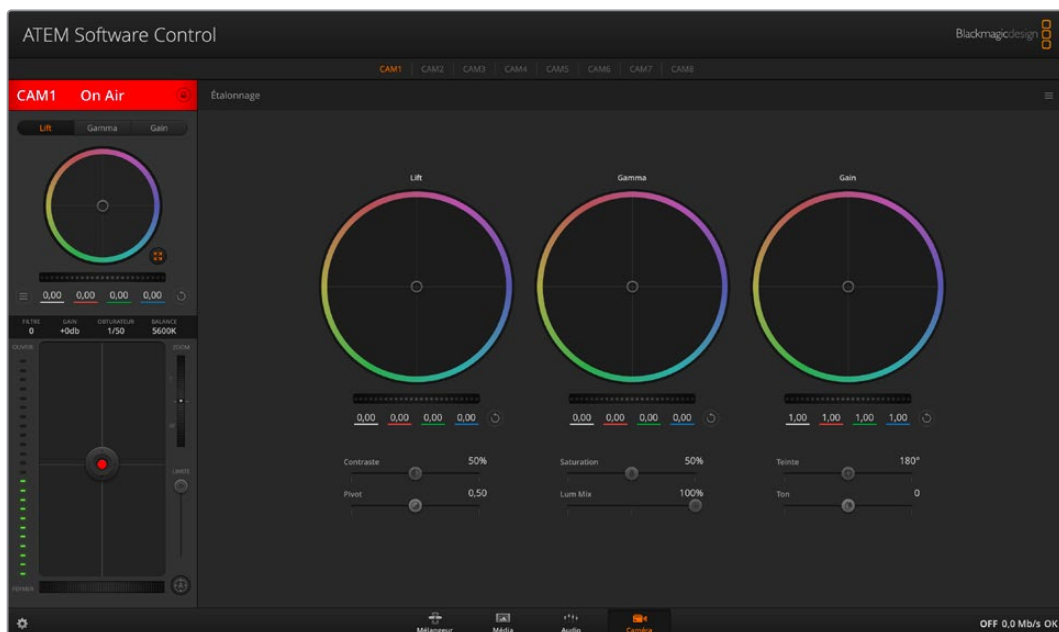 ATEM Software Control
Blackmagicdesign
CAM1 CAM2 CAM3 CAM4 CAM5 CAM6 CAM7 CAM8
CAM1 On Air
Étalonnage
Lift Gamma Gain
0,00 0,00 0,00 0,00
FILTRE GAIN OBTURATEUR BALANCE
0 +0db 1/50 5600K
OUVRIR ZOOM
T
W
LIMITE
FERMER
Lift Gamma Gain
0,00 0,00 0,00 0,00
0,00 0,00 0,00 0,00
1,00 1,00 1,00 1,00
Contraste 50% Saturation 50% Teinte 180°
Pivot 0,50 Lum Mix 100% Ton 0
Mélangeur Média Audio Caméra
OFF 0,0 Mb/s OK